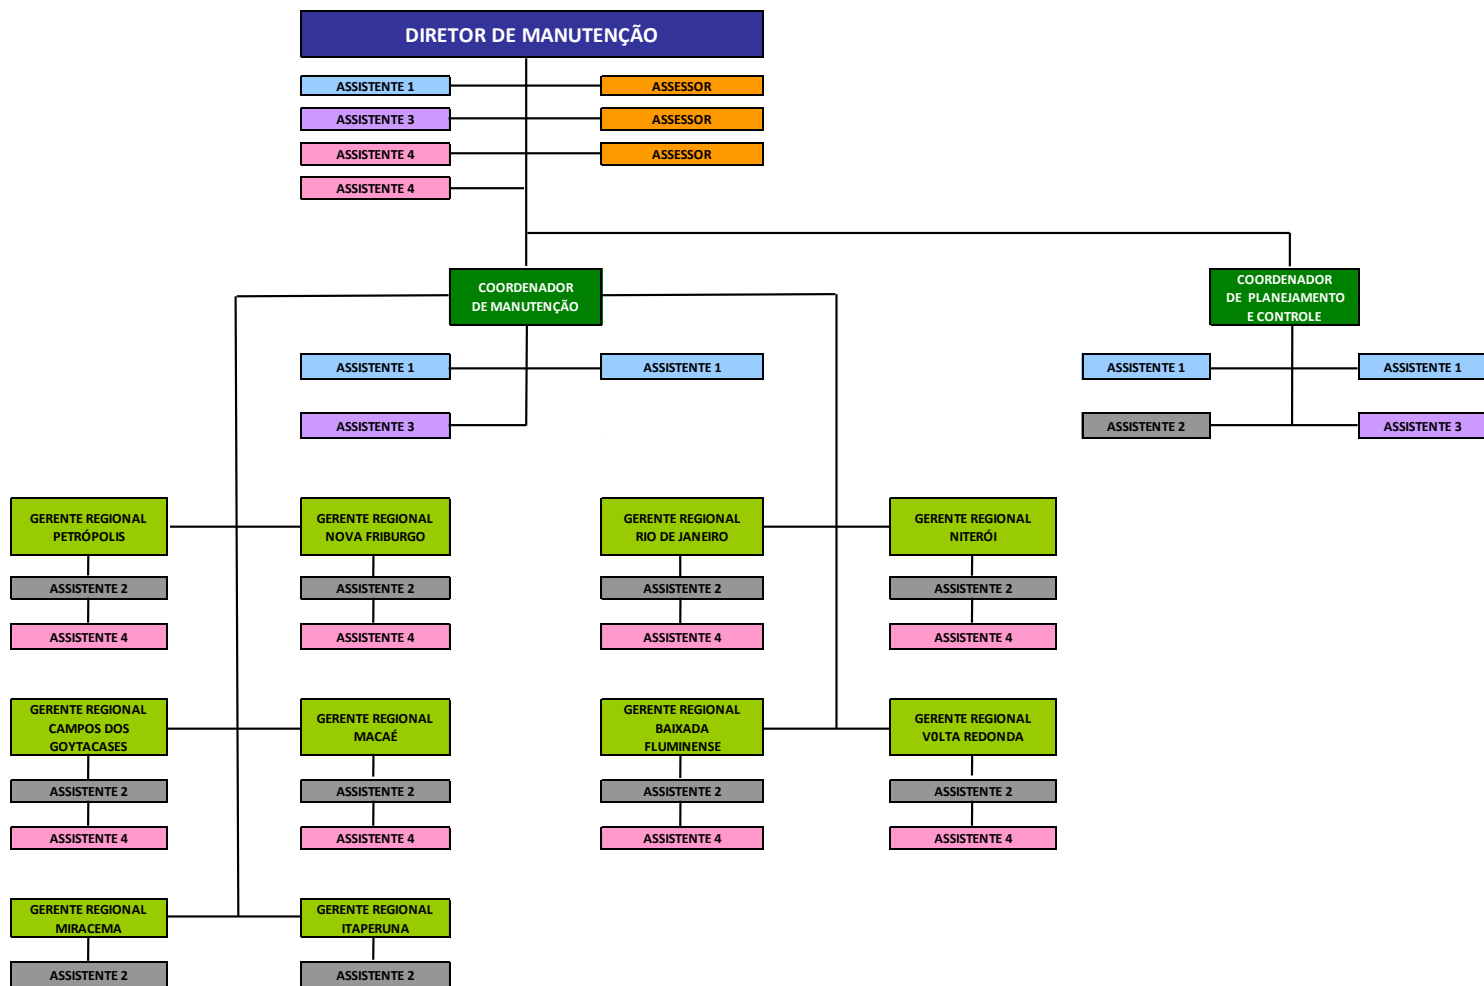 DIRETOR DE MANUTENÇÃO
ASSISTENTE 1
ASSESSOR
ASSISTENTE 3
ASSESSOR
ASSISTENTE 4
ASSESSOR
ASSISTENTE 4
COORDENADOR
DE MANUTENÇÃO
COORDENADOR
DE PLANEJAMENTO
E CONTROLE
ASSISTENTE 1
ASSISTENTE 1
ASSISTENTE 1
ASSISTENTE 1
ASSISTENTE 3
ASSISTENTE 2
ASSISTENTE 3
GERENTE REGIONAL
PETRÓPOLIS
GERENTE REGIONAL
NOVA FRIBURGO
GERENTE REGIONAL
RIO DE JANEIRO
GERENTE REGIONAL
NITERÓI
ASSISTENTE 2
ASSISTENTE 2
ASSISTENTE 2
ASSISTENTE 2
ASSISTENTE 4
ASSISTENTE 4
ASSISTENTE 4
ASSISTENTE 4
GERENTE REGIONAL
CAMPOS DOS
GOYTACASES
GERENTE REGIONAL
MACAÉ
GERENTE REGIONAL
BAIXADA
FLUMINENSE
GERENTE REGIONAL
V0LTA REDONDA
ASSISTENTE 2
ASSISTENTE 2
ASSISTENTE 2
ASSISTENTE 2
ASSISTENTE 4
ASSISTENTE 4
ASSISTENTE 4
ASSISTENTE 4
GERENTE REGIONAL
MIRACEMA
GERENTE REGIONAL
ITAPERUNA
ASSISTENTE 2
ASSISTENTE 2